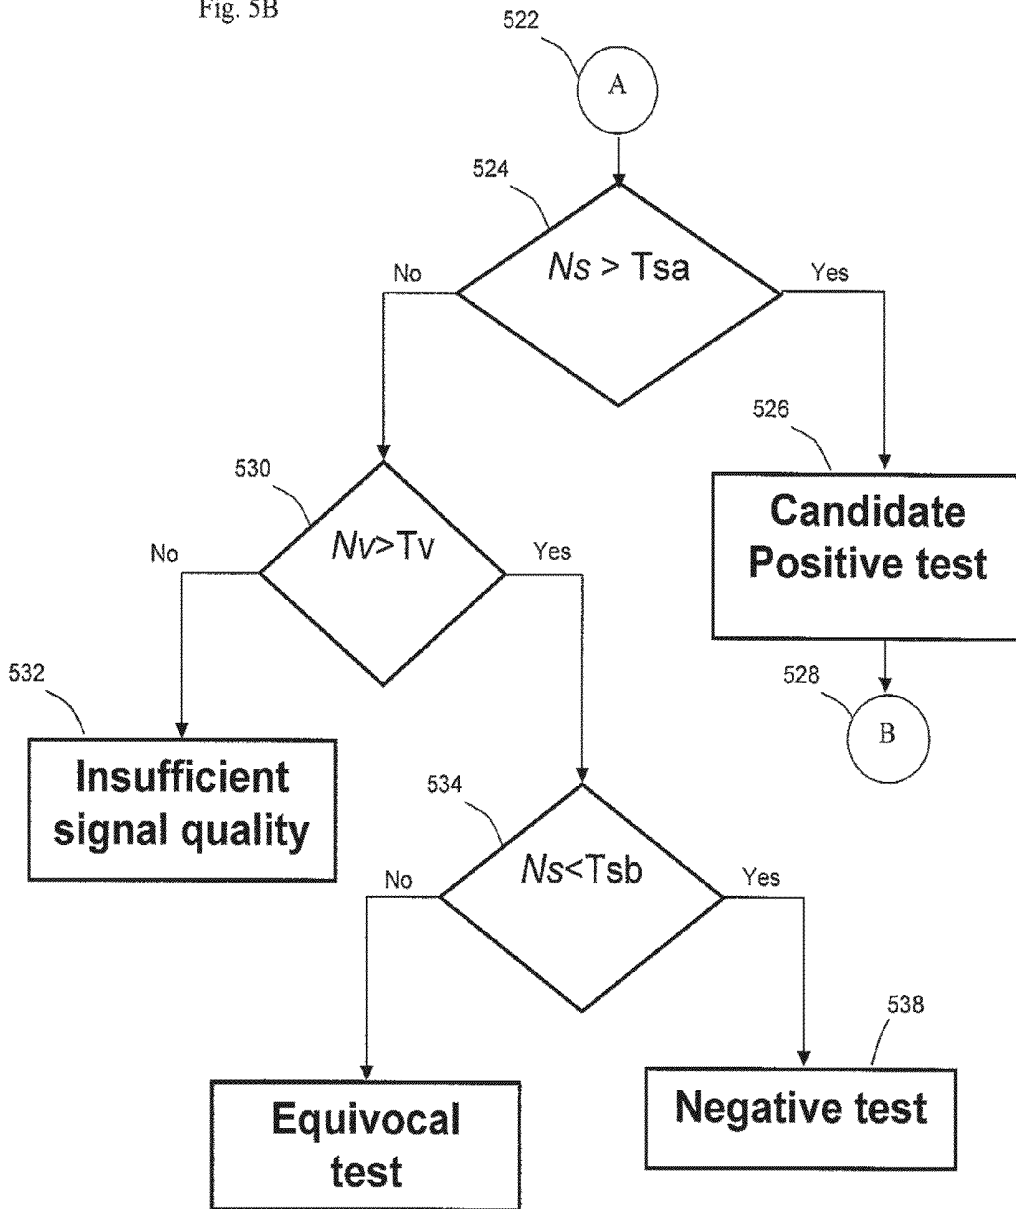 Fig. 5B
522
A
524
Ns > Tsa
No
Yes
526
Candidate
Positive test
530
Nv>Tv
No
Yes
528
B
532
Insufficient
signal quality
534
Ns<Tsb
No
Yes
538
Equivocal
test
Negative test